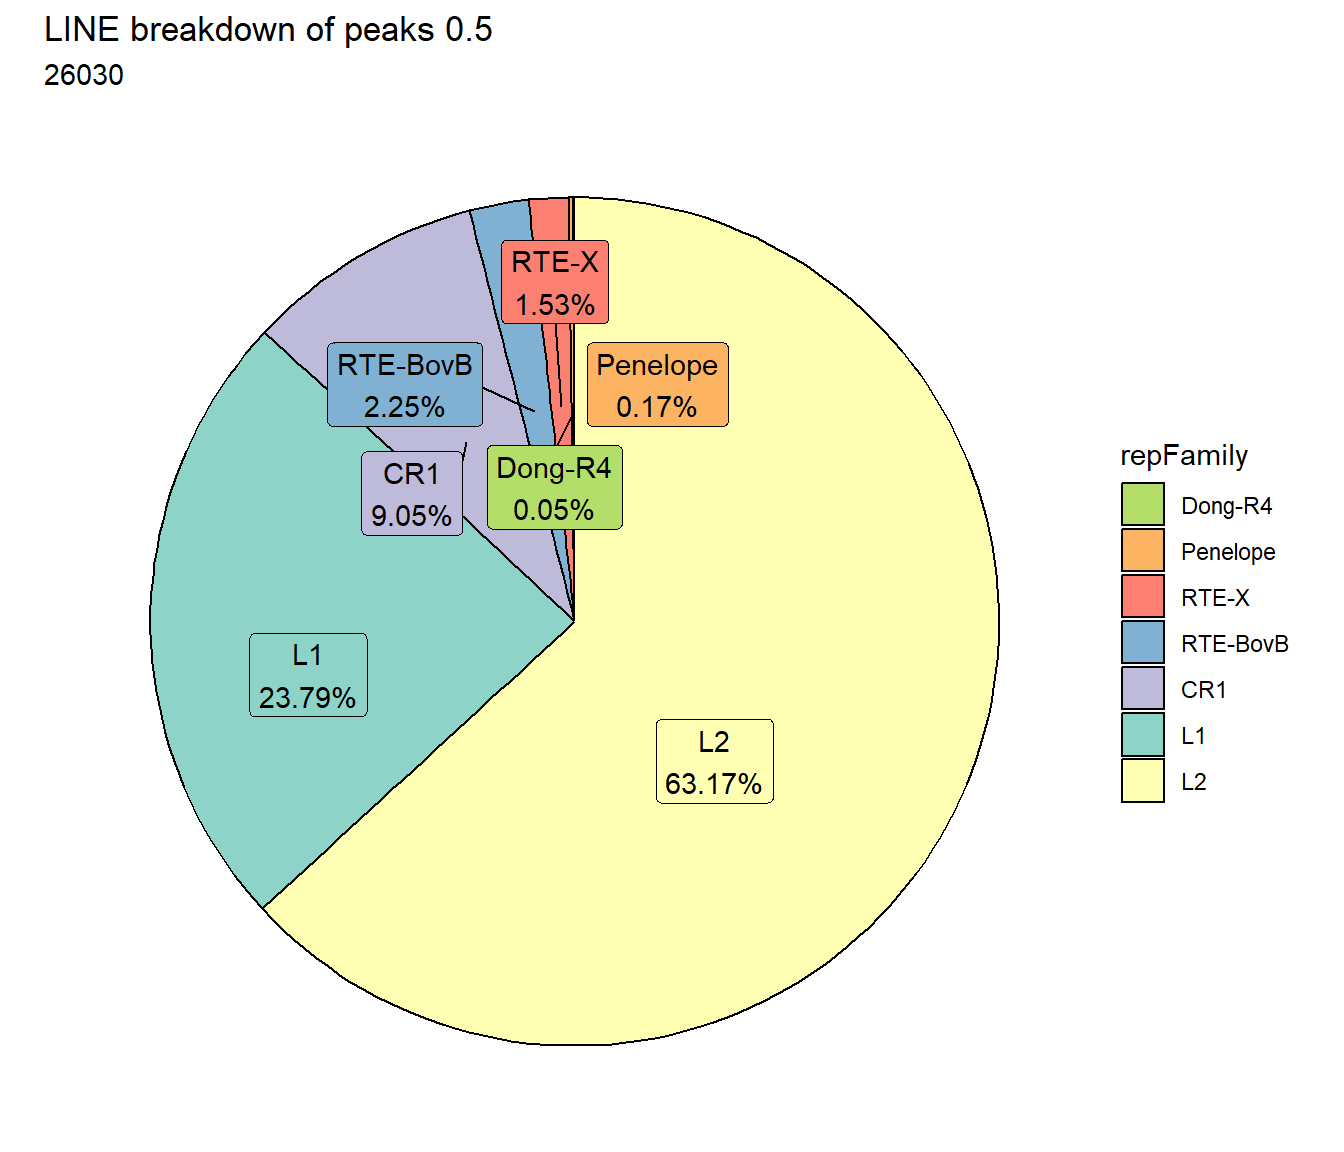 LINE breakdown of peaks 0.5
26030
RTE-X
1.53%
RTE-BovB
2.25%
Penelope
0.17%
CR1
9.05%
Dong-R4
0.05%
L1
23.79%
L2
63.17%
repFamily
Dong-R4
Penelope
RTE-X
RTE-BovB
CR1
L1
L2